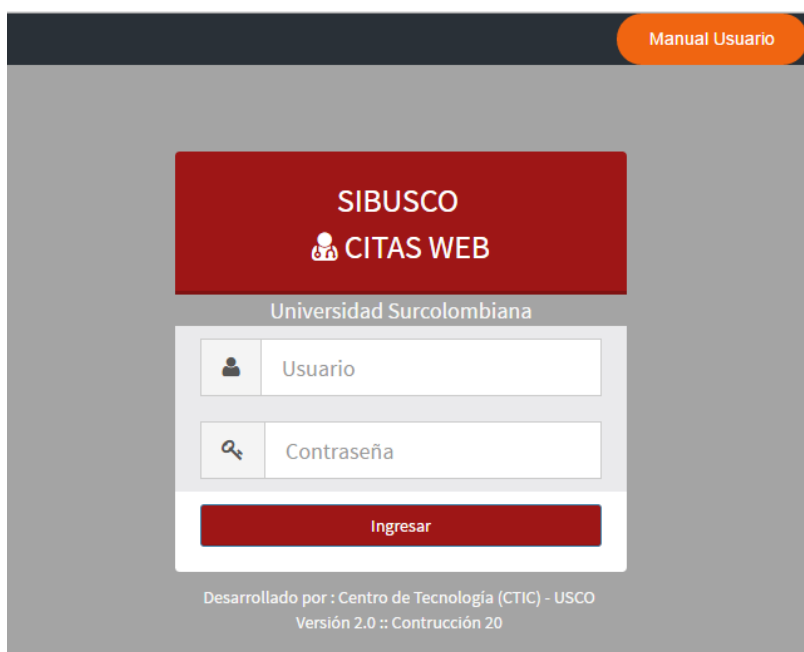 Manual Usuario
SIBUSCO
CITAS WEB
Universidad Surcolombiana
Usuario
Contraseña
Ingresar
Desarrollado por : Centro de Tecnología (CTIC) - USCO
Versión 2.0 :: Contrucción 20